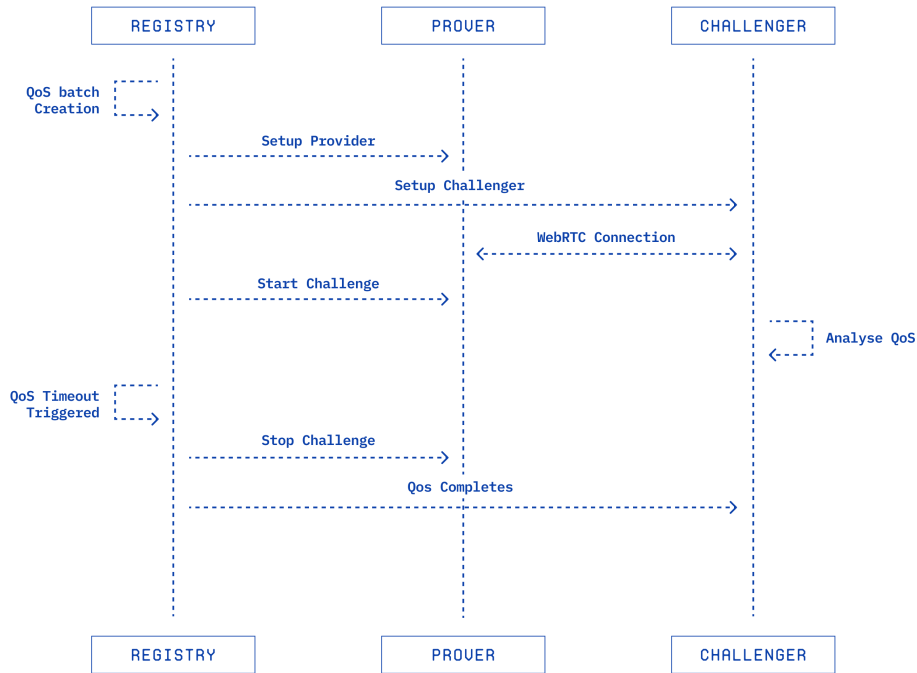 REGISTRY
PROVER
CHALLENGER
QoS batch
Creation
Setup Provider
Setup Challenger
WebRTC Connection
Start Challenge
Analyse QoS
QoS Timeout
Triggered
Stop Challenge
Qos Completes
REGISTRY
PROVER
CHALLENGER